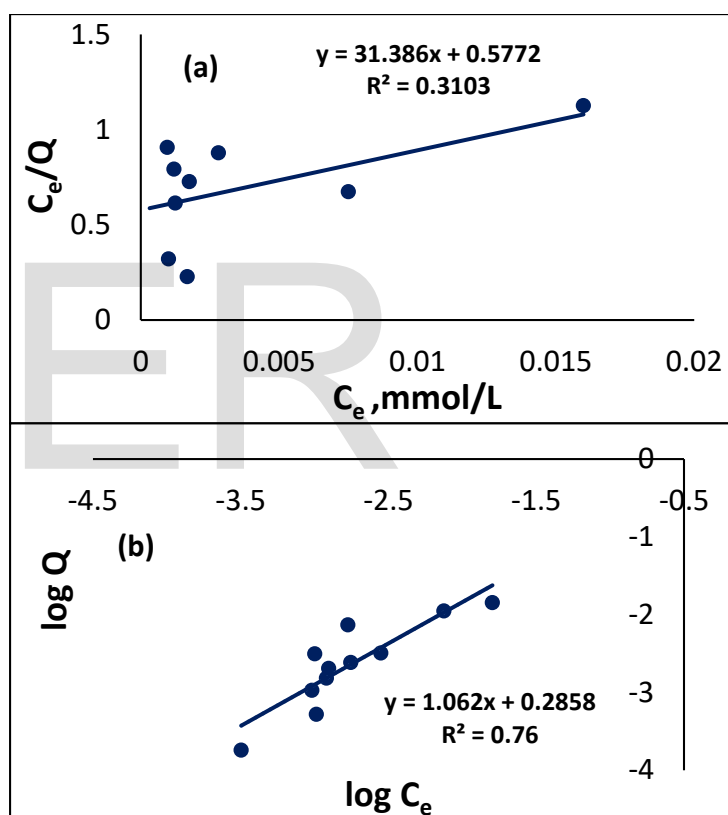 1.5
(a)
y = 31.386x + 0.5772
R² = 0.3103
1
Cₑ/Q
0.5
0
0 0.005 0.01 0.015 0.02
Cₑ ,mmol/L
ER
0
-4.5 -3.5 -2.5 -1.5 -0.5
(b)
-1
log Q
-2
-3
y = 1.062x + 0.2858
R² = 0.76
-4
log Cₑ